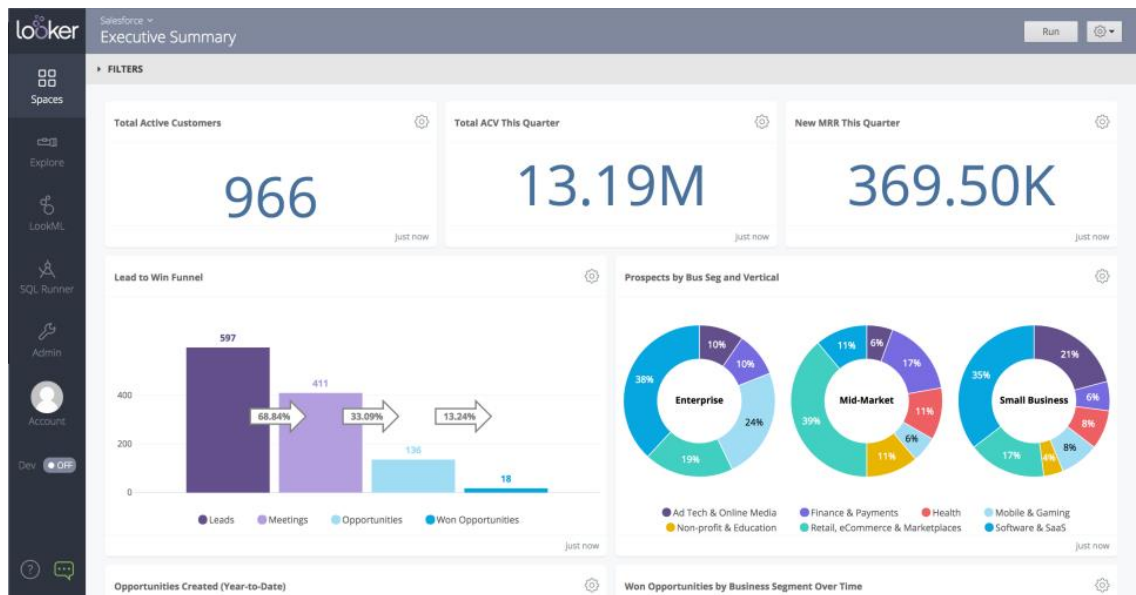 looker
Salesforce
Executive Summary
Run
FILTERS
Spaces
Explore
LookML
SQL Runner
Admin
Account
Dev OFF
Total Active Customers
966
just now
Total ACV This Quarter
13.19M
just now
New MRR This Quarter
369.50K
just now
Lead to Win Funnel
597
411
136
18
400
200
0
68.84%
33.09%
13.24%
Leads Meetings Opportunities Won Opportunities
just now
Prospects by Bus Seg and Vertical
Enterprise
10%
10%
24%
19%
38%
Mid-Market
6%
17%
11%
6%
11%
39%
11%
Small Business
21%
6%
8%
8%
4%
17%
35%
Ad Tech & Online Media Finance & Payments Health Mobile & Gaming
Non-profit & Education Retail, eCommerce & Marketplaces Software & SaaS
just now
Opportunities Created (Year-to-Date)
Won Opportunities by Business Segment Over Time